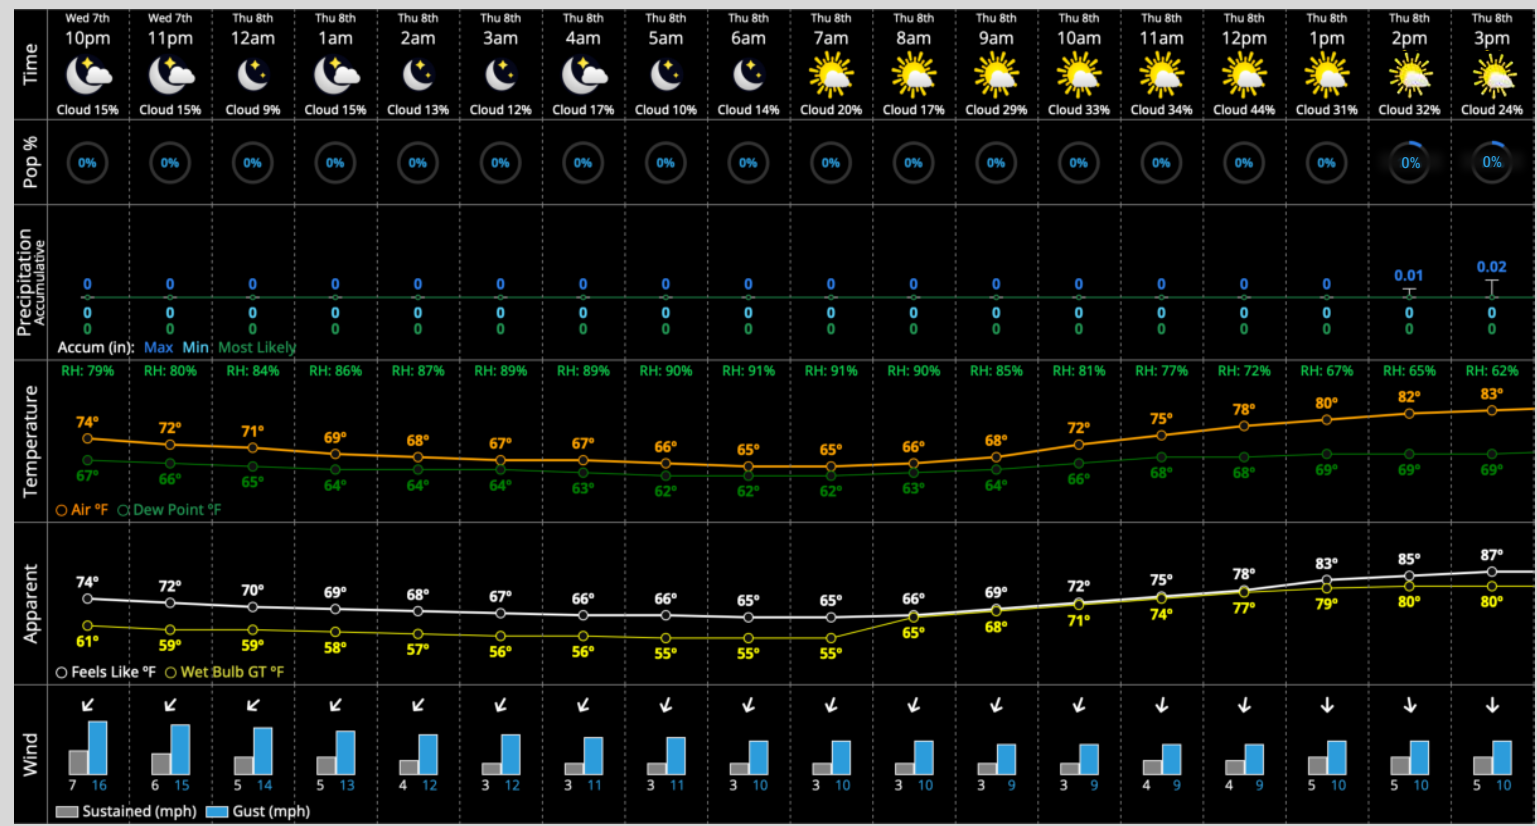 Time
Wed 7th Wed 7th Thu 8th Thu 8th Thu 8th Thu 8th Thu 8th Thu 8th Thu 8th Thu 8th Thu 8th Thu 8th Thu 8th Thu 8th Thu 8th Thu 8th Thu 8th Thu 8th
10pm 11pm 12am 1am 2am 3am 4am 5am 6am 7am 8am 9am 10am 11am 12pm 1pm 2pm 3pm
Cloud 15% Cloud 15% Cloud 9% Cloud 15% Cloud 13% Cloud 12% Cloud 17% Cloud 10% Cloud 14% Cloud 20% Cloud 17% Cloud 29% Cloud 33% Cloud 34% Cloud 44% Cloud 31% Cloud 32% Cloud 24%
Pop %
0% 0% 0% 0% 0% 0% 0% 0% 0% 0% 0% 0% 0% 0% 0% 0% 0% 0%
Precipitation
Accumulative
0 0 0 0 0 0 0 0 0 0 0 0 0 0 0 0 0.01 0.02
0 0 0 0 0 0 0 0 0 0 0 0 0 0 0 0 0 0
0 0 0 0 0 0 0 0 0 0 0 0 0 0 0 0 0 0
Accum (in): Max Min Most Likely
Temperature
RH: 79% RH: 80% RH: 84% RH: 86% RH: 87% RH: 89% RH: 89% RH: 90% RH: 91% RH: 91% RH: 90% RH: 85% RH: 81% RH: 77% RH: 72% RH: 67% RH: 65% RH: 62%
74° 72° 71° 69° 68° 67° 67° 66° 65° 65° 66° 68° 72° 75° 78° 80° 82° 83°
67° 66° 65° 64° 64° 64° 63° 62° 62° 62° 63° 64° 66° 68° 68° 69° 69° 69°
Air °F Dew Point °F
Apparent
74° 72° 70° 69° 68° 67° 66° 66° 65° 65° 66° 69° 72° 75° 78° 83° 85° 87°
61° 59° 59° 58° 57° 56° 56° 55° 55° 55° 65° 68° 71° 74° 77° 79° 80° 80°
Feels Like °F Wet Bulb GT °F
Wind
7 16 6 15 5 14 5 13 4 12 3 12 3 11 3 11 3 10 3 10 3 10 3 9 3 9 4 9 4 9 5 10 5 10 5 10
Sustained (mph) Gust (mph)